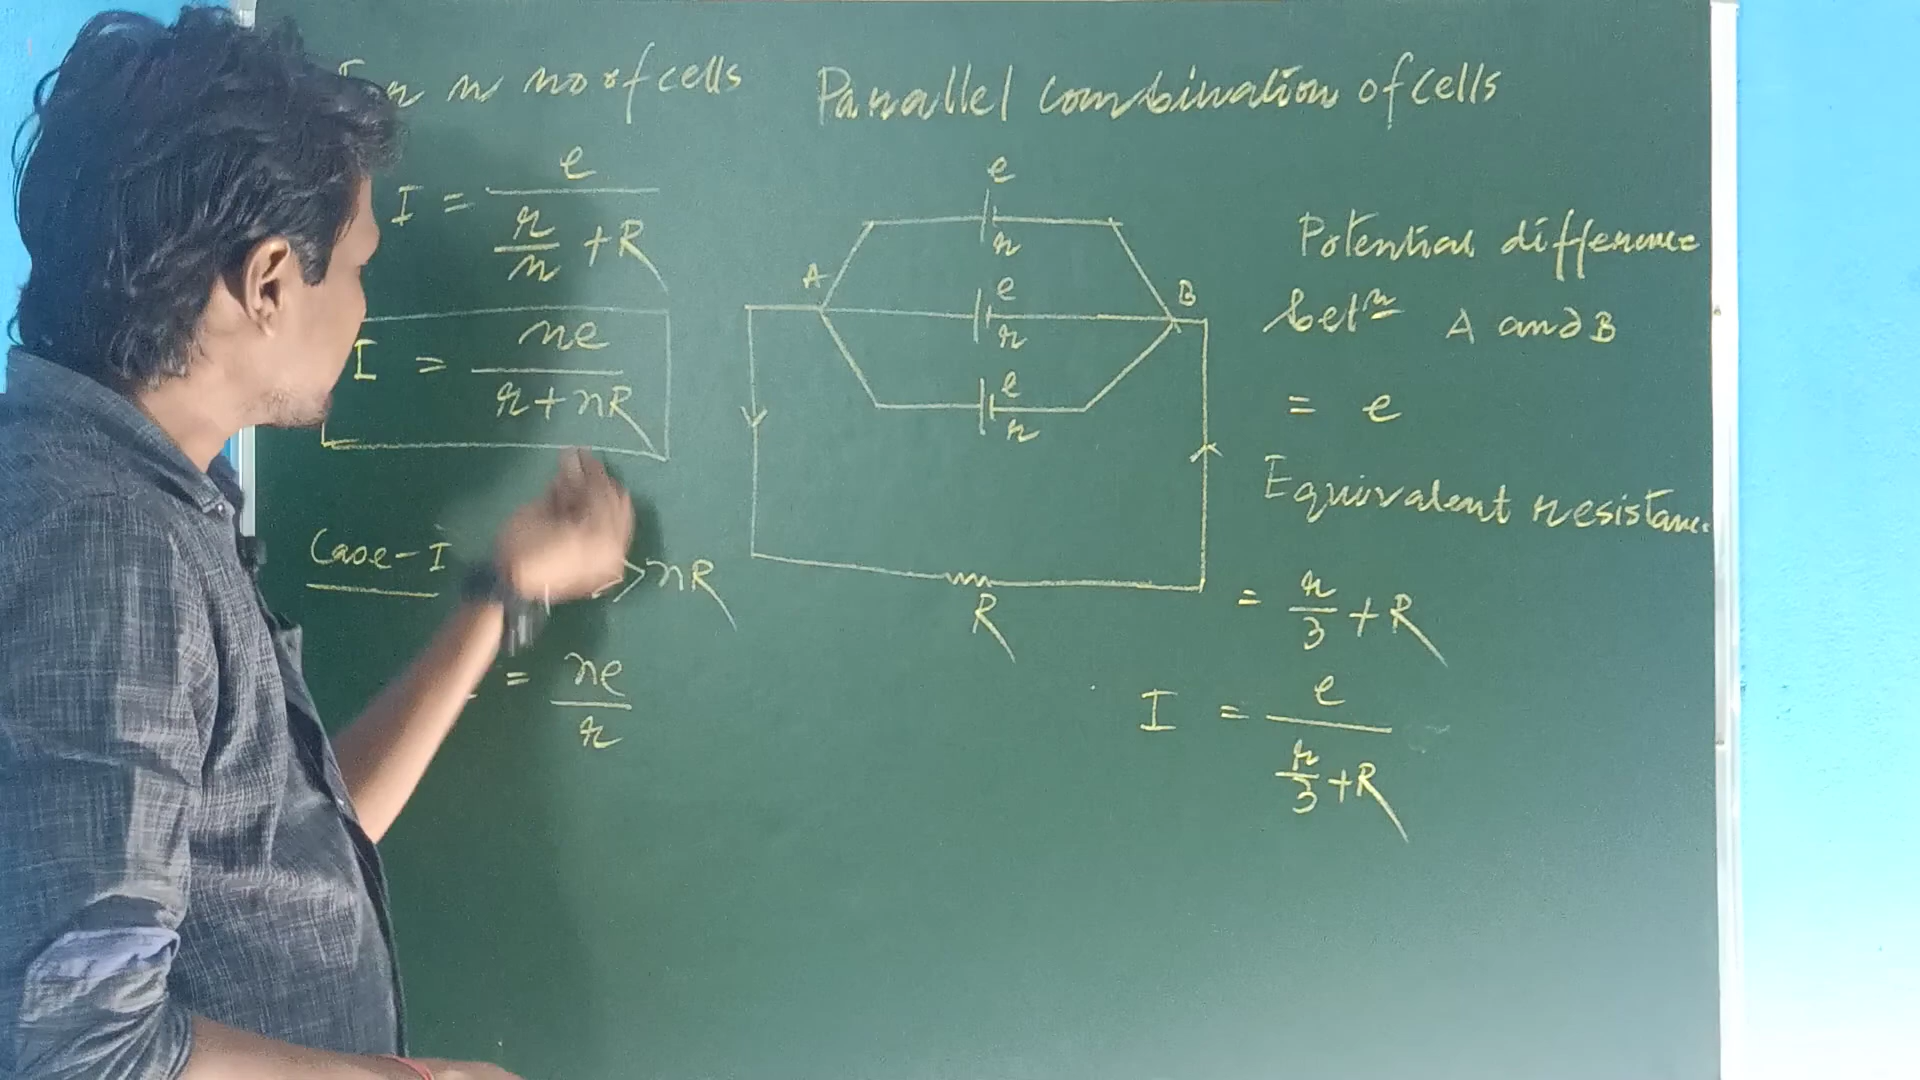 For n no of cells
I = e / (r/n + R)
I = ne / (r + nR)
Case-I > nR
= ne / r
Parallel combination of cells
e
r
A
e
B
r
e
r
R
Potential difference
betⁿ A and B
= e
Equivalent resistance
= r/3 + R
I = e / (r/3 + R)